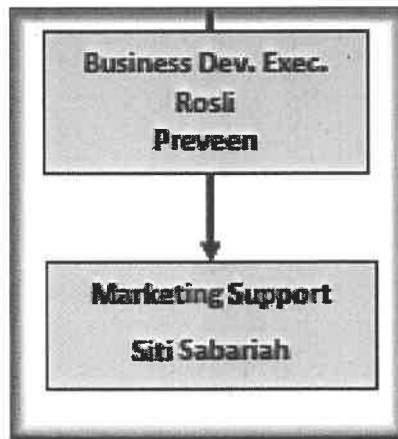 Business Dev. Exec.
Rosli
Preveen
Marketing Support
Siti Sabariah